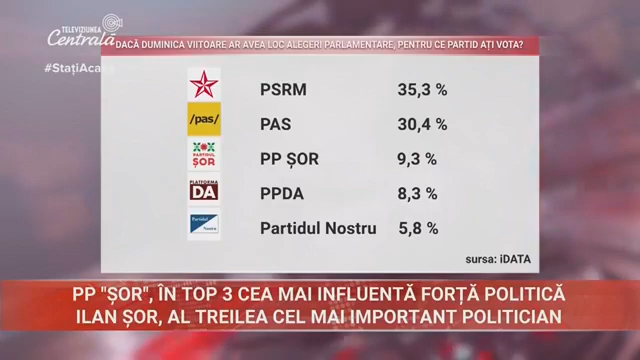 TELEVIZIUNEA
Centrală
#StațiAcasă
DACĂ DUMINICA VIITOARE AR AVEA LOC ALEGERI PARLAMENTARE, PENTRU CE PARTID AȚI VOTA?
PSRM 35,3 %
/pas/ PAS 30,4 %
PARTIDUL
ȘOR
PP ȘOR 9,3 %
PLATFORMA
DA
PPDA 8,3 %
Partidul
Nostru
Partidul Nostru 5,8 %
sursa: iDATA
PP "ȘOR", ÎN TOP 3 CEA MAI INFLUENTĂ FORȚĂ POLITICĂ
ILAN ȘOR, AL TREILEA CEL MAI IMPORTANT POLITICIAN